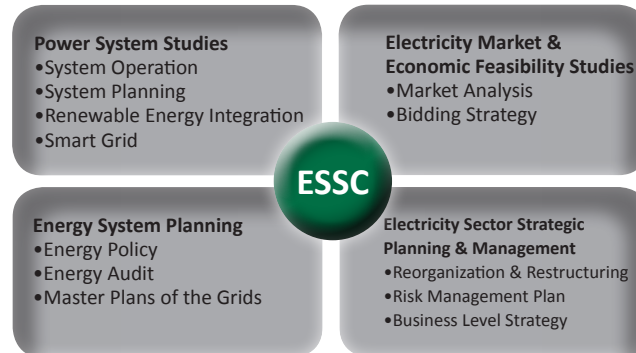 Power System Studies
•System Operation
•System Planning
•Renewable Energy Integration
•Smart Grid
Electricity Market &
Economic Feasibility Studies
•Market Analysis
•Bidding Strategy
ESSC
Energy System Planning
•Energy Policy
•Energy Audit
•Master Plans of the Grids
Electricity Sector Strategic
Planning & Management
•Reorganization & Restructuring
•Risk Management Plan
•Business Level Strategy